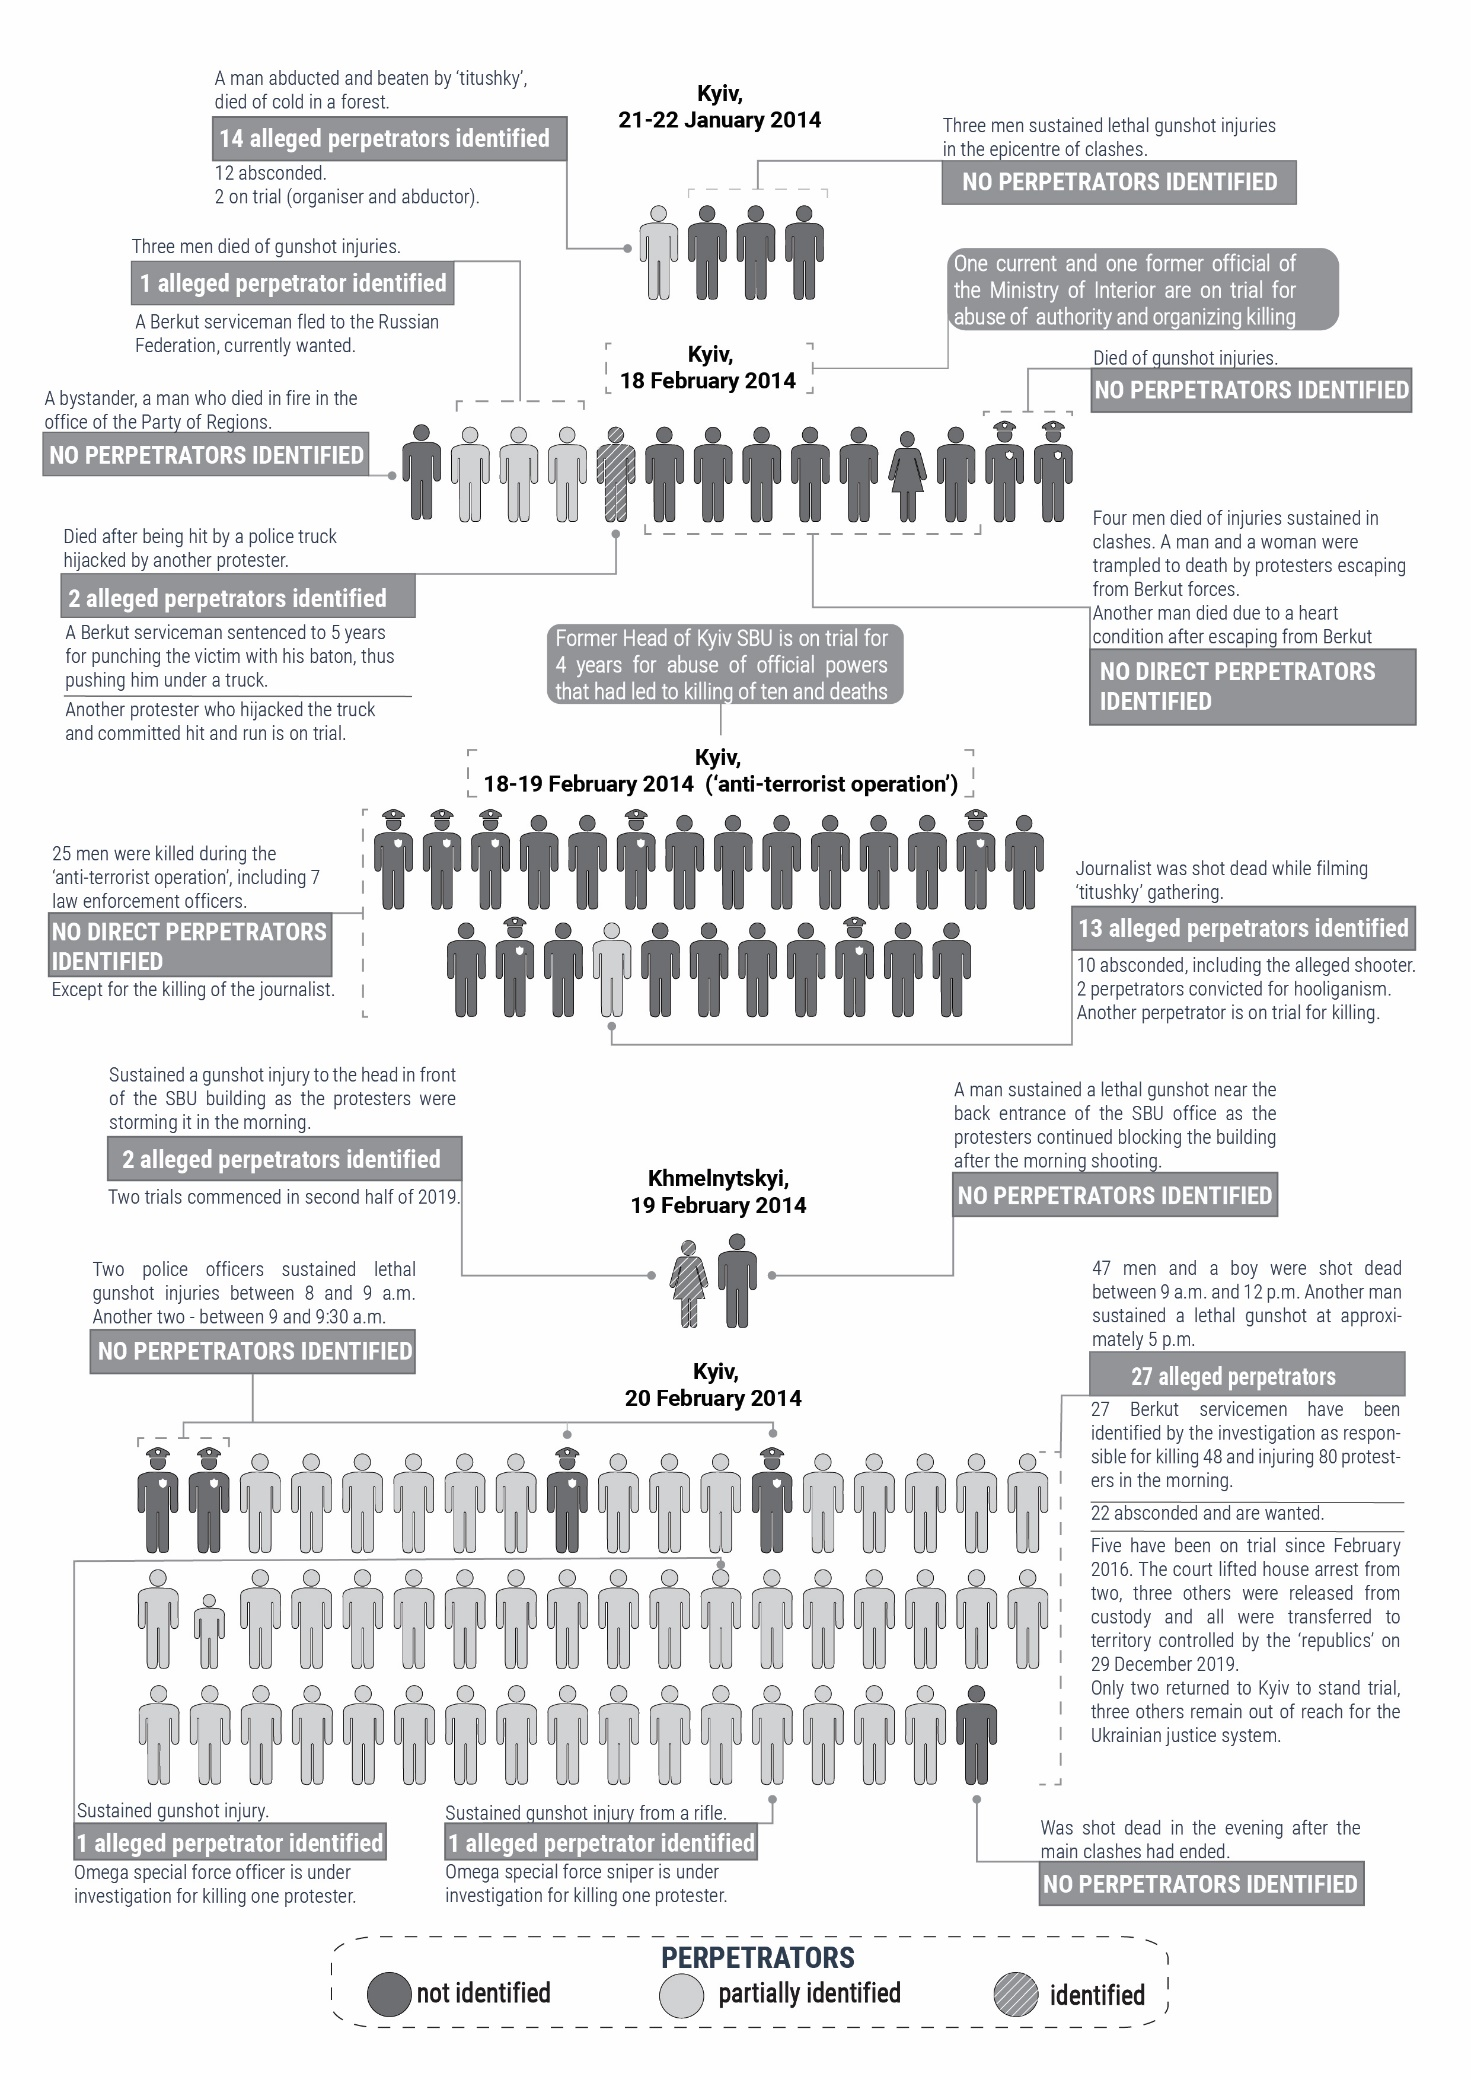 A man abducted and beaten by ‘titushky’,
died of cold in a forest.
14 alleged perpetrators identified
12 absconded.
2 on trial (organiser and abductor).
Kyiv,
21-22 January 2014
Three men sustained lethal gunshot injuries
in the epicentre of clashes.
NO PERPETRATORS IDENTIFIED
Three men died of gunshot injuries.
1 alleged perpetrator identified
A Berkut serviceman fled to the Russian
Federation, currently wanted.
One current and one former official of
the Ministry of Interior are on trial for
abuse of authority and organizing killing
Kyiv,
18 February 2014
Died of gunshot injuries.
NO PERPETRATORS IDENTIFIED
A bystander, a man who died in fire in the
office of the Party of Regions.
NO PERPETRATORS IDENTIFIED
Died after being hit by a police truck
hijacked by another protester.
2 alleged perpetrators identified
A Berkut serviceman sentenced to 5 years
for punching the victim with his baton, thus
pushing him under a truck.
Another protester who hijacked the truck
and committed hit and run is on trial.
Four men died of injuries sustained in
clashes. A man and a woman were
trampled to death by protesters escaping
from Berkut forces.
Another man died due to a heart
condition after escaping from Berkut
NO DIRECT PERPETRATORS
IDENTIFIED
Former Head of Kyiv SBU is on trial for
4 years for abuse of official powers
that had led to killing of ten and deaths
Kyiv,
18-19 February 2014 (‘anti-terrorist operation’)
25 men were killed during the
‘anti-terrorist operation’, including 7
law enforcement officers.
NO DIRECT PERPETRATORS
IDENTIFIED
Except for the killing of the journalist.
Journalist was shot dead while filming
‘titushky’ gathering.
13 alleged perpetrators identified
10 absconded, including the alleged shooter.
2 perpetrators convicted for hooliganism.
Another perpetrator is on trial for killing.
Sustained a gunshot injury to the head in front
of the SBU building as the protesters were
storming it in the morning.
2 alleged perpetrators identified
Two trials commenced in second half of 2019.
Khmelnytskyi,
19 February 2014
A man sustained a lethal gunshot near the
back entrance of the SBU office as the
protesters continued blocking the building
after the morning shooting.
NO PERPETRATORS IDENTIFIED
Two police officers sustained lethal
gunshot injuries between 8 and 9 a.m.
Another two - between 9 and 9:30 a.m.
NO PERPETRATORS IDENTIFIED
Kyiv,
20 February 2014
47 men and a boy were shot dead
between 9 a.m. and 12 p.m. Another man
sustained a lethal gunshot at approxi-
mately 5 p.m.
27 alleged perpetrators
27 Berkut servicemen have been
identified by the investigation as respon-
sible for killing 48 and injuring 80 protest-
ers in the morning.
22 absconded and are wanted.
Five have been on trial since February
2016. The court lifted house arrest from
two, three others were released from
custody and all were transferred to
territory controlled by the ‘republics’ on
29 December 2019.
Only two returned to Kyiv to stand trial,
three others remain out of reach for the
Ukrainian justice system.
Sustained gunshot injury.
1 alleged perpetrator identified
Omega special force officer is under
investigation for killing one protester.
Sustained gunshot injury from a rifle.
1 alleged perpetrator identified
Omega special force sniper is under
investigation for killing one protester.
Was shot dead in the evening after the
main clashes had ended.
NO PERPETRATORS IDENTIFIED
PERPETRATORS
not identified
partially identified
identified